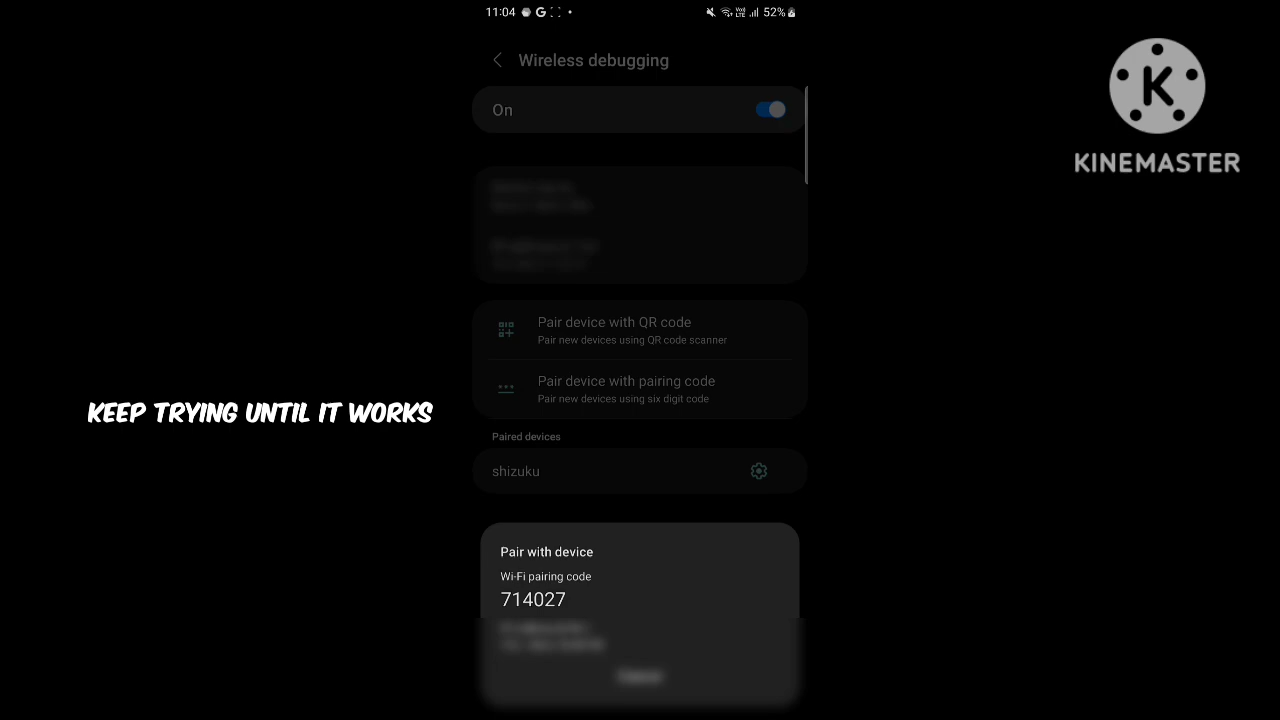 11:04 G
Vo)) LTE 52%
Wireless debugging
K
KINEMASTER
On
Pair device with QR code
Pair new devices using QR code scanner
Pair device with pairing code
Pair new devices using six digit code
KEEP TRYING UNTIL IT WORKS
Paired devices
shizuku
Pair with device
Wi-Fi pairing code
714027